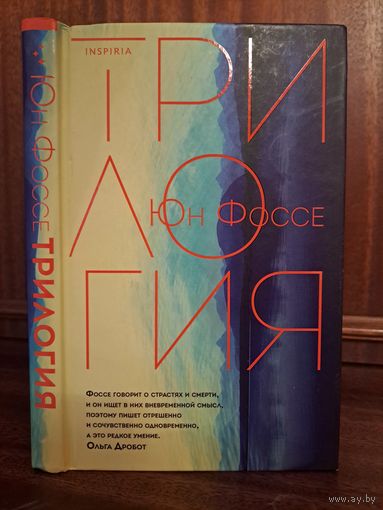 Юн Фоссе ТРИЛОГИЯ
INSPIRIA
ТРИ
ЛО
Юн Фоссе
ГИЯ
Фоссе говорит о страстях и смерти,
и он ищет в них вневременной смысл,
поэтому пишет отрешенно
и сочувственно одновременно,
а это редкое умение.
Ольга Дробот
Ay.by